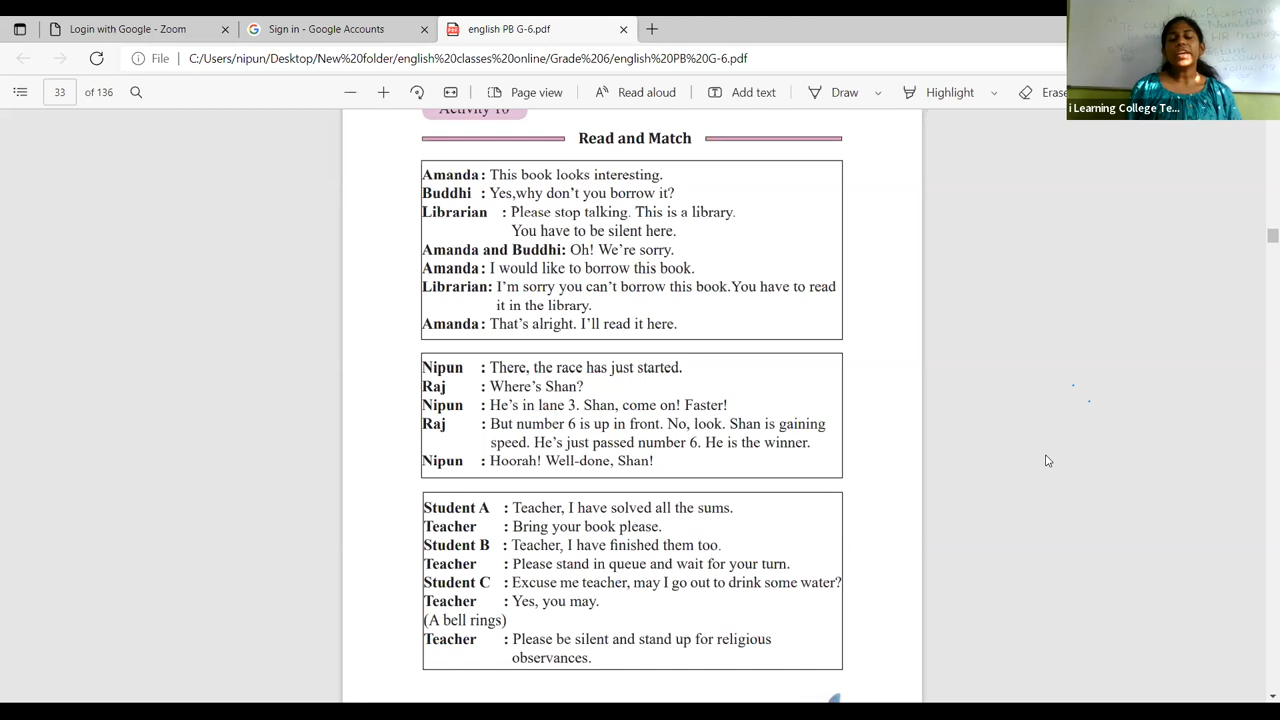 Login with Google - Zoom
Sign in - Google Accounts
english PB G-6.pdf
File
C:/Users/nipun/Desktop/New%20folder/english%20classes%20online/Grade%206/english%20PB%20G-6.pdf
33 of 136
Page view
Read aloud
Add text
Draw
Highlight
Erase
i Learning College Te...
Activity 10
Read and Match
Amanda : This book looks interesting.
Buddhi : Yes,why don't you borrow it?
Librarian : Please stop talking. This is a library.
You have to be silent here.
Amanda and Buddhi: Oh! We're sorry.
Amanda : I would like to borrow this book.
Librarian: I'm sorry you can't borrow this book.You have to read
it in the library.
Amanda : That's alright. I'll read it here.
Nipun : There, the race has just started.
Raj : Where's Shan?
Nipun : He's in lane 3. Shan, come on! Faster!
Raj : But number 6 is up in front. No, look. Shan is gaining
speed. He's just passed number 6. He is the winner.
Nipun : Hoorah! Well-done, Shan!
Student A : Teacher, I have solved all the sums.
Teacher : Bring your book please.
Student B : Teacher, I have finished them too.
Teacher : Please stand in queue and wait for your turn.
Student C : Excuse me teacher, may I go out to drink some water?
Teacher : Yes, you may.
(A bell rings)
Teacher : Please be silent and stand up for religious
observances.